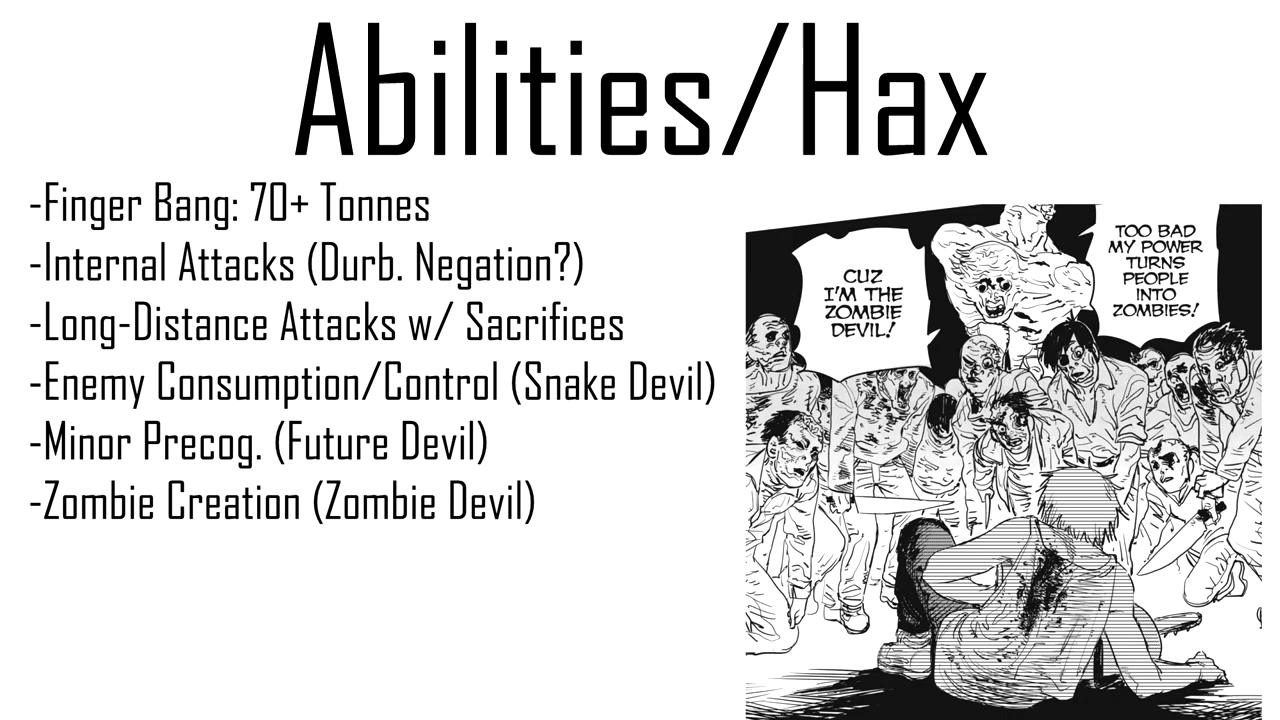 Abilities/Hax
-Finger Bang: 70+ Tonnes
-Internal Attacks (Durb. Negation?)
-Long-Distance Attacks w/ Sacrifices
-Enemy Consumption/Control (Snake Devil)
-Minor Precog. (Future Devil)
-Zombie Creation (Zombie Devil)
CUZ
I'M THE
ZOMBIE
DEVIL!
TOO BAD
MY POWER
TURNS
PEOPLE
INTO
ZOMBIES!